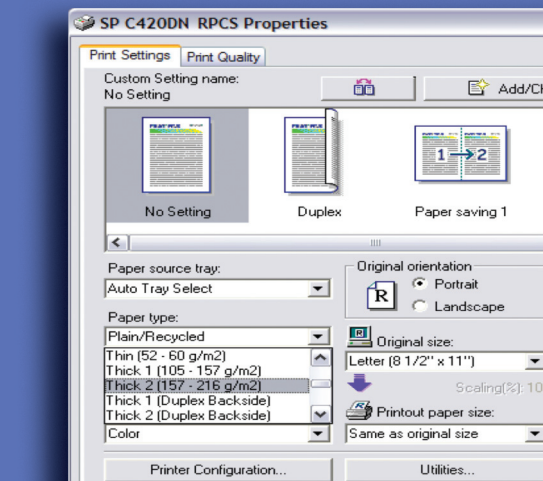 SP C420DN RPCS Properties
Print Settings
Print Quality
Custom Setting name:
No Setting
Add/Ch
1 2
No Setting
Duplex
Paper saving 1
Paper source tray:
Auto Tray Select
Original orientation
R
Portrait
Landscape
Paper type:
Plain/Recycled
Thin (52 - 60 g/m2)
Thick 1 (105 - 157 g/m2)
Thick 2 (157 - 216 g/m2)
Thick 1 (Duplex Backside)
Thick 2 (Duplex Backside)
Color
R
Original size:
Letter (8 1/2" x 11")
Scaling(%): 10
Printout paper size:
Same as original size
Printer Configuration...
Utilities...